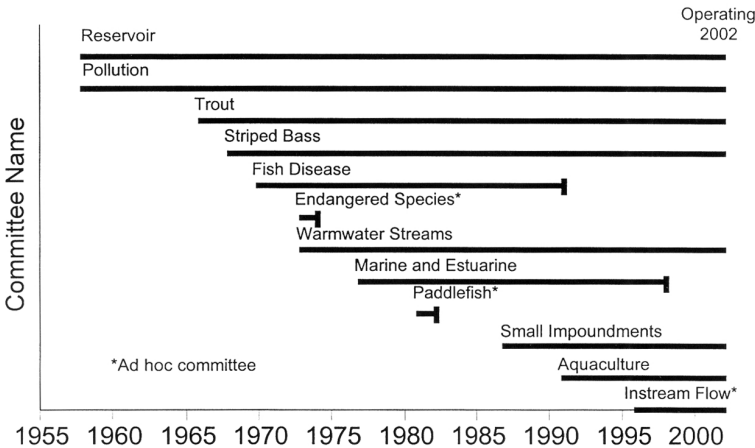 Operating
2002
Reservoir
Pollution
Trout
Striped Bass
Fish Disease
Endangered Species*
Warmwater Streams
Marine and Estuarine
Paddlefish*
Small Impoundments
Aquaculture
Instream Flow*
*Ad hoc committee
Committee Name
1955 1960 1965 1970 1975 1980 1985 1990 1995 2000